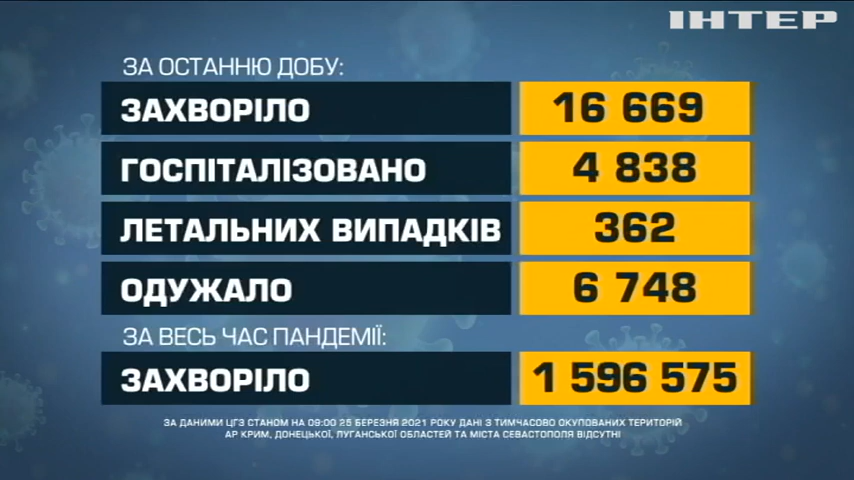 ІНТЕР
ЗА ОСТАННЮ ДОБУ:
ЗАХВОРІЛО 16 669
ГОСПІТАЛІЗОВАНО 4 838
ЛЕТАЛЬНИХ ВИПАДКІВ 362
ОДУЖАЛО 6 748
ЗА ВЕСЬ ЧАС ПАНДЕМІЇ:
ЗАХВОРІЛО 1 596 575
ЗА ДАНИМИ ЦГЗ СТАНОМ НА 09:00 25 БЕРЕЗНЯ 2021 РОКУ ДАНІ З ТИМЧАСОВО ОКУПОВАНИХ ТЕРИТОРІЙ
АР КРИМ, ДОНЕЦЬКОЇ, ЛУГАНСЬКОЇ ОБЛАСТЕЙ ТА МІСТА СЕВАСТОПОЛЯ ВІДСУТНІ